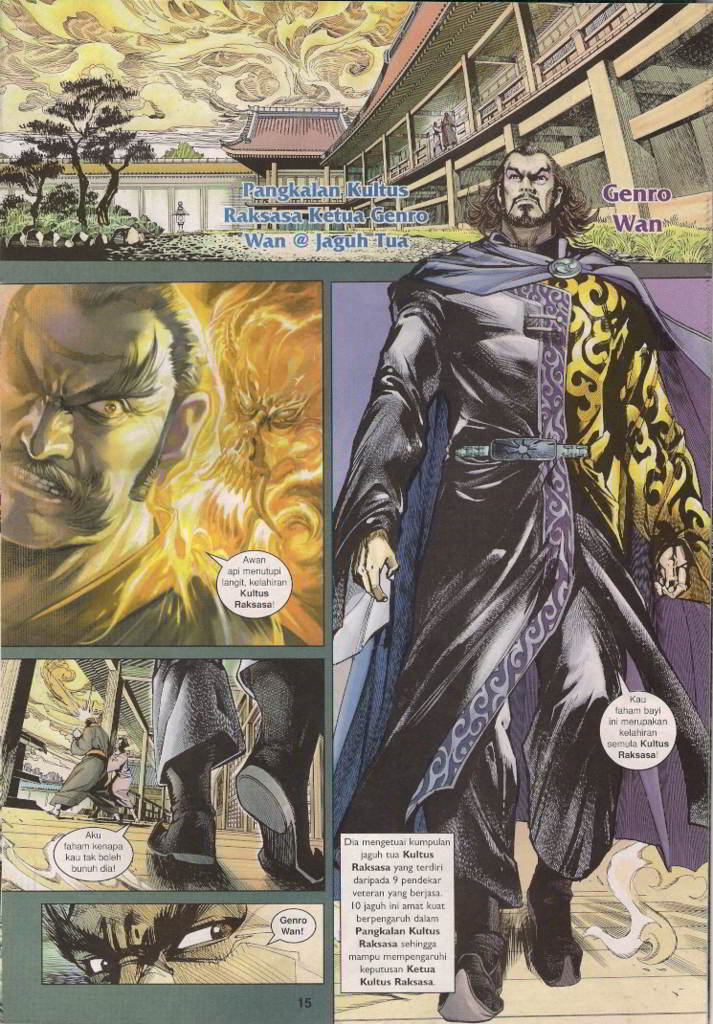 Pangkalan Kultus
Raksasa Ketua Genro
Wan @ Jaguh Tua
Genro
Wan
Awan
api menutupi
langit, kelahiran
Kultus
Raksasa!
Aku
faham kenapa
kau tak boleh
bunuh dia!
Genro
Wan!
Kau
faham bayi
ini merupakan
kelahiran
semula Kultus
Raksasa!
Dia mengetuai kumpulan
jaguh tua Kultus
Raksasa yang terdiri
daripada 9 pendekar
veteran yang berjasa.
10 jaguh ini amat kuat
berpengaruh dalam
Pangkalan Kultus
Raksasa sehingga
mampu mempengaruhi
keputusan Ketua
Kultus Raksasa.
15